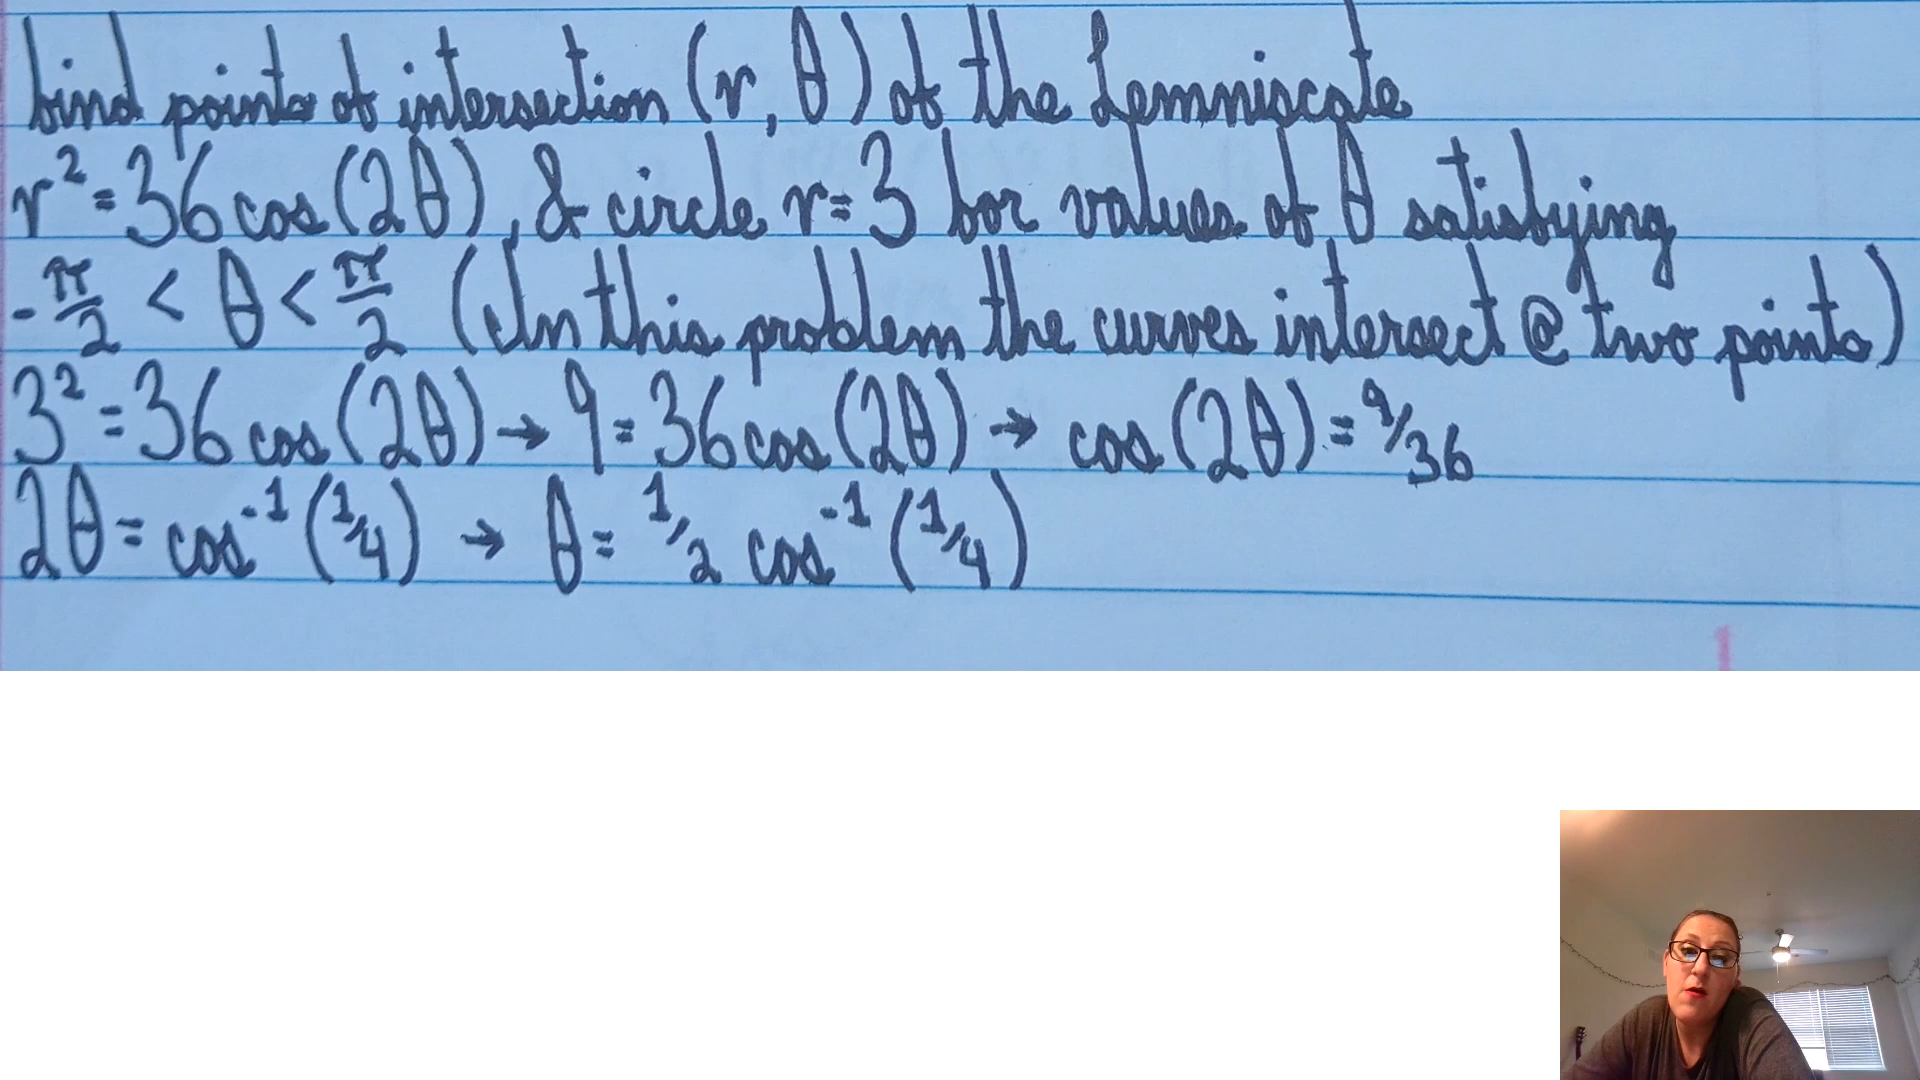 find points of intersection (r, θ) of the Lemniscate
r² = 36 cos(2θ), & circle r = 3 for values of θ satisfying
-π/2 < θ < π/2 (In this problem the curves intersect @ two points)
3² = 36 cos(2θ) → 9 = 36 cos(2θ) → cos(2θ) = 9/36
2θ = cos⁻¹(1/4) → θ = 1/2 cos⁻¹(1/4)
1